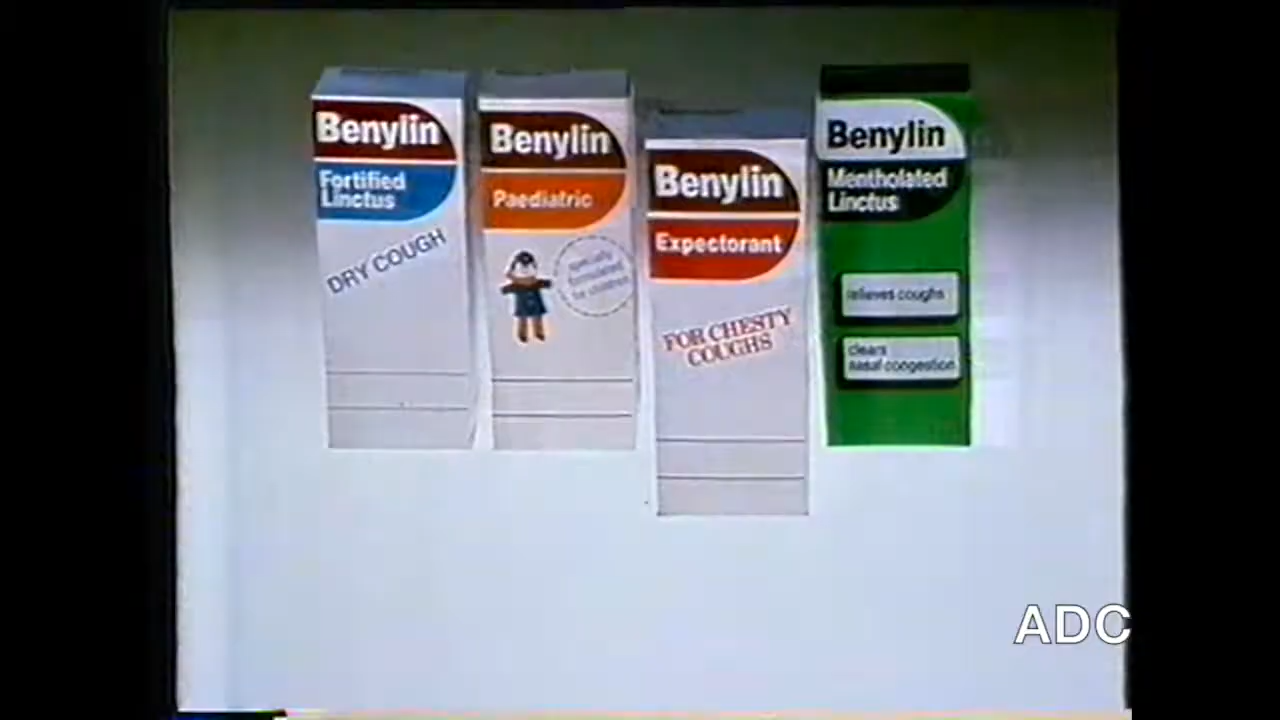 Benylin
Fortified
Linctus
DRY COUGH
Benylin
Paediatric
specially
formulated
for children
Benylin
Expectorant
FOR CHESTY
COUGHS
Benylin
Mentholated
Linctus
relieves coughs
clears
nasal congestion
ADC